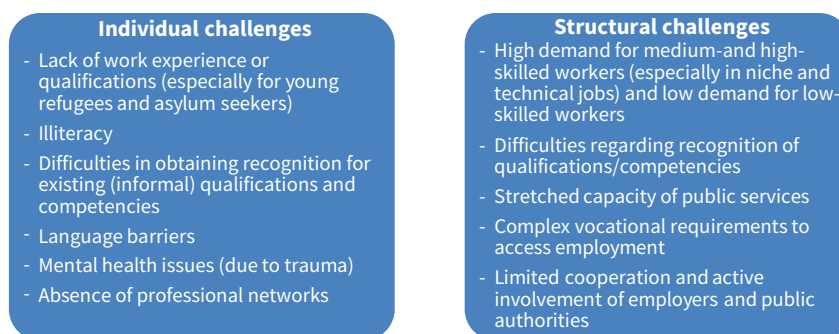 Individual challenges
- Lack of work experience or
qualifications (especially for young
refugees and asylum seekers)
- Illiteracy
- Difficulties in obtaining recognition for
existing (informal) qualifications and
competencies
- Language barriers
- Mental health issues (due to trauma)
- Absence of professional networks
Structural challenges
- High demand for medium-and high-
skilled workers (especially in niche and
technical jobs) and low demand for low-
skilled workers
- Difficulties regarding recognition of
qualifications/competencies
- Stretched capacity of public services
- Complex vocational requirements to
access employment
- Limited cooperation and active
involvement of employers and public
authorities